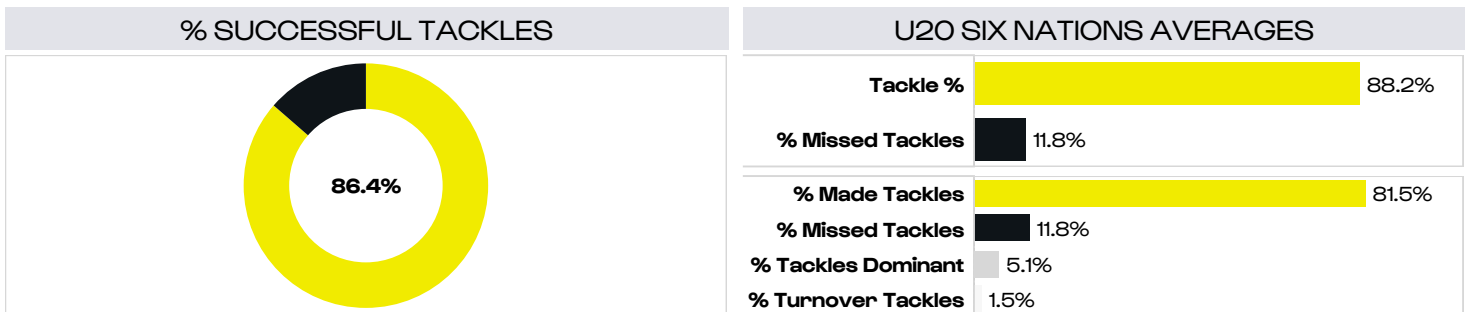 % SUCCESSFUL TACKLES
86.4%
U20 SIX NATIONS AVERAGES
Tackle % 88.2%
% Missed Tackles 11.8%
% Made Tackles 81.5%
% Missed Tackles 11.8%
% Tackles Dominant 5.1%
% Turnover Tackles 1.5%